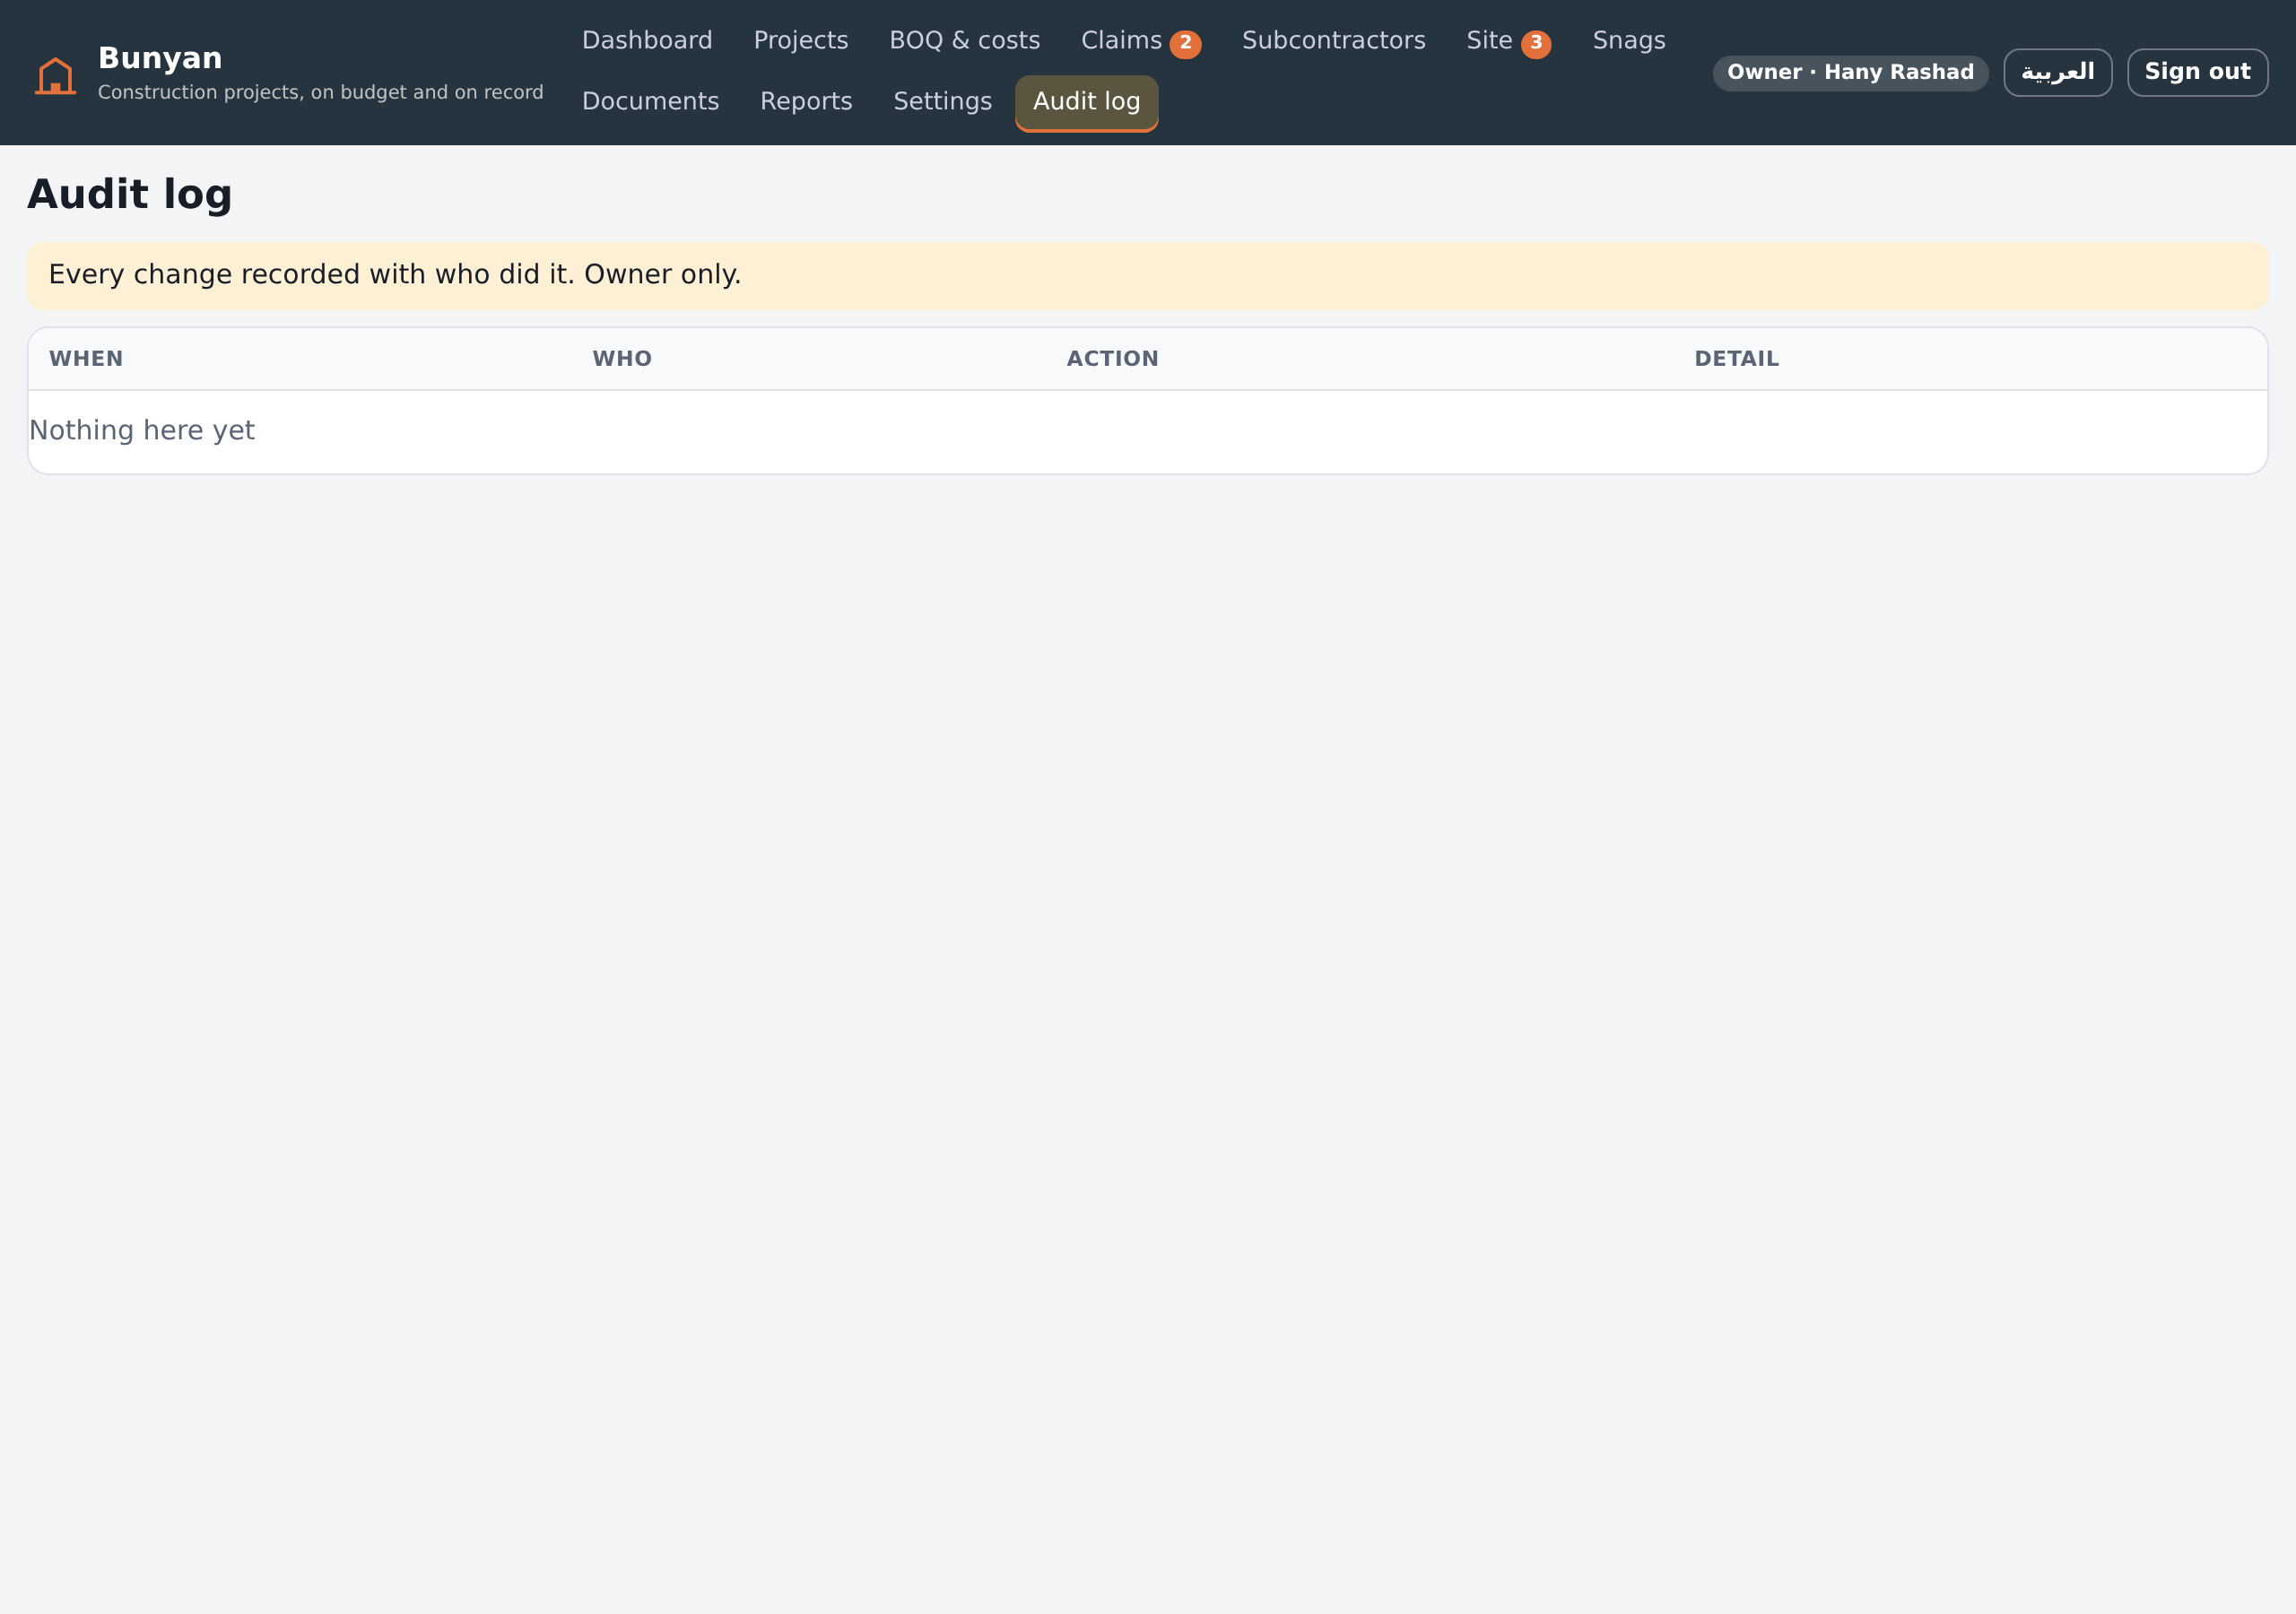 Bunyan
Construction projects, on budget and on record
Dashboard Projects BOQ & costs Claims 2 Subcontractors Site 3 Snags
Documents Reports Settings Audit log
Owner · Hany Rashad العربية Sign out
Audit log
Every change recorded with who did it. Owner only.
WHEN WHO ACTION DETAIL
Nothing here yet